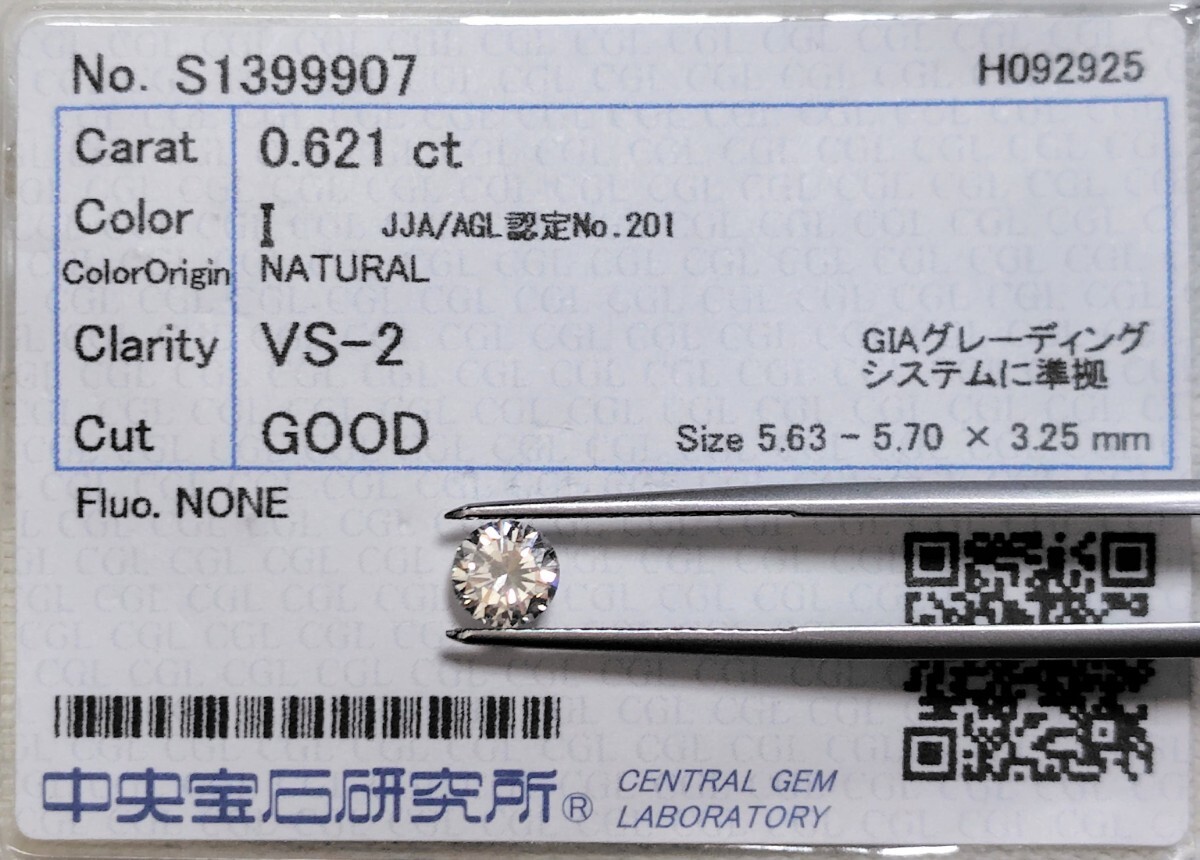 No. S1399907 H092925
Carat 0.621 ct
Color I JJA/AGL認定No.201
ColorOrigin NATURAL
Clarity VS-2 GIAグレーディング
システムに準拠
Cut GOOD Size 5.63 - 5.70 × 3.25 mm
Fluo. NONE
中央宝石研究所® CENTRAL GEM
LABORATORY